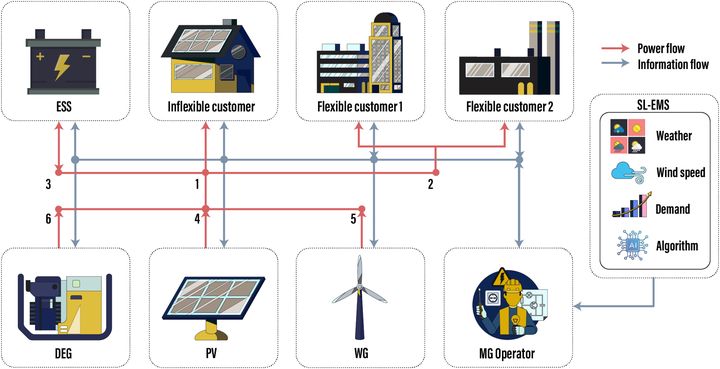 ESS
Inflexible customer
Flexible customer 1
Flexible customer 2
Power flow
Information flow
SL-EMS
Weather
Wind speed
Demand
Algorithm
AI
3
1
2
6
4
5
DEG
PV
WG
MG Operator